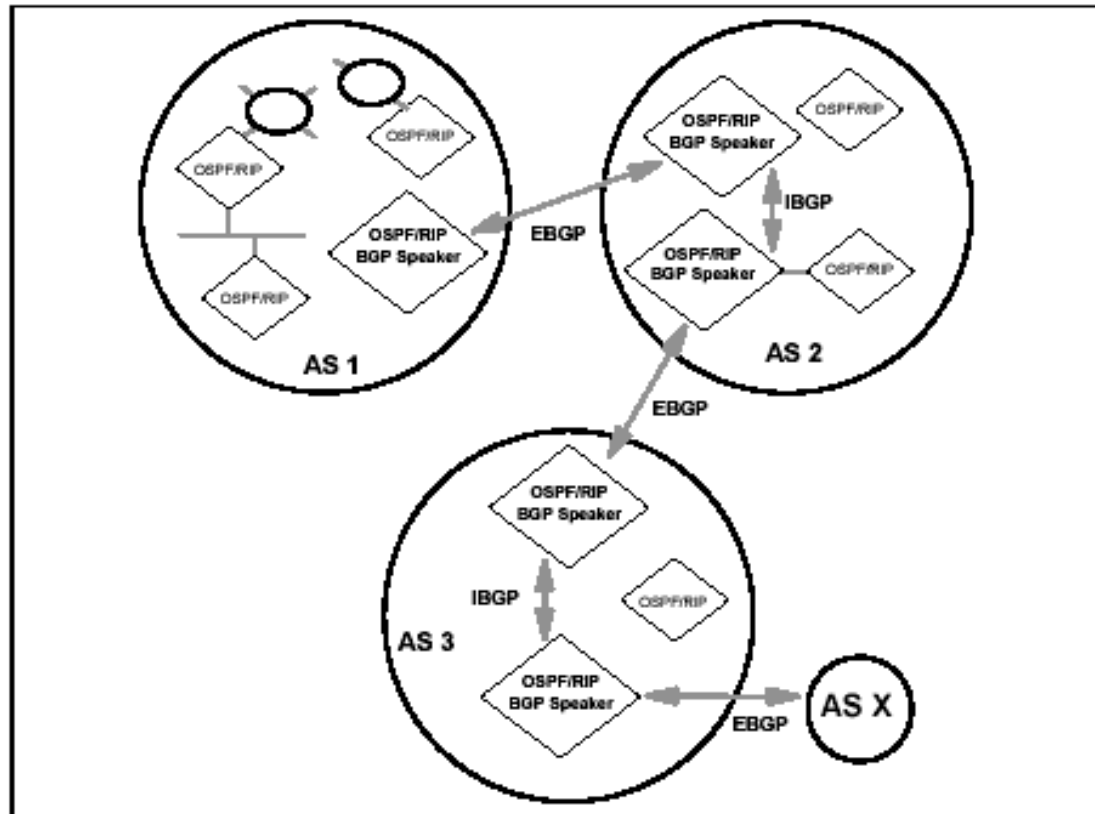 OSPF/RIP
OSPF/RIP
OSPF/RIP
BGP Speaker
OSPF/RIP
AS 1
EBGP
OSPF/RIP
BGP Speaker
OSPF/RIP
IBGP
OSPF/RIP
BGP Speaker
OSPF/RIP
AS 2
EBGP
OSPF/RIP
BGP Speaker
IBGP
OSPF/RIP
AS 3
OSPF/RIP
BGP Speaker
EBGP
AS X